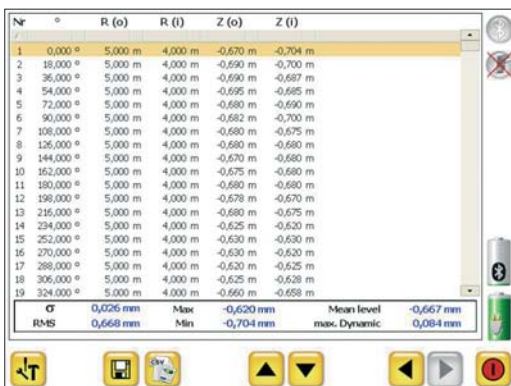 Nr ° R (o) R (i) Z (o) Z (i)
1 0,000 ° 5,000 m 4,000 m -0,670 m -0,704 m
2 18,000 ° 5,000 m 4,000 m -0,690 m -0,700 m
3 36,000 ° 5,000 m 4,000 m -0,690 m -0,687 m
4 54,000 ° 5,000 m 4,000 m -0,695 m -0,685 m
5 72,000 ° 5,000 m 4,000 m -0,680 m -0,690 m
6 90,000 ° 5,000 m 4,000 m -0,682 m -0,700 m
7 108,000 ° 5,000 m 4,000 m -0,680 m -0,675 m
8 126,000 ° 5,000 m 4,000 m -0,680 m -0,680 m
9 144,000 ° 5,000 m 4,000 m -0,670 m -0,680 m
10 162,000 ° 5,000 m 4,000 m -0,675 m -0,680 m
11 180,000 ° 5,000 m 4,000 m -0,680 m -0,680 m
12 198,000 ° 5,000 m 4,000 m -0,678 m -0,670 m
13 216,000 ° 5,000 m 4,000 m -0,680 m -0,675 m
14 234,000 ° 5,000 m 4,000 m -0,625 m -0,620 m
15 252,000 ° 5,000 m 4,000 m -0,630 m -0,630 m
16 270,000 ° 5,000 m 4,000 m -0,630 m -0,620 m
17 288,000 ° 5,000 m 4,000 m -0,620 m -0,625 m
18 306,000 ° 5,000 m 4,000 m -0,625 m -0,628 m
19 324,000 ° 5,000 m 4,000 m -0,660 m -0,658 m
σ 0,026 mm Max -0,620 mm Mean level -0,667 mm
RMS 0,668 mm Min -0,704 mm max. Dynamic 0,084 mm
T CSV